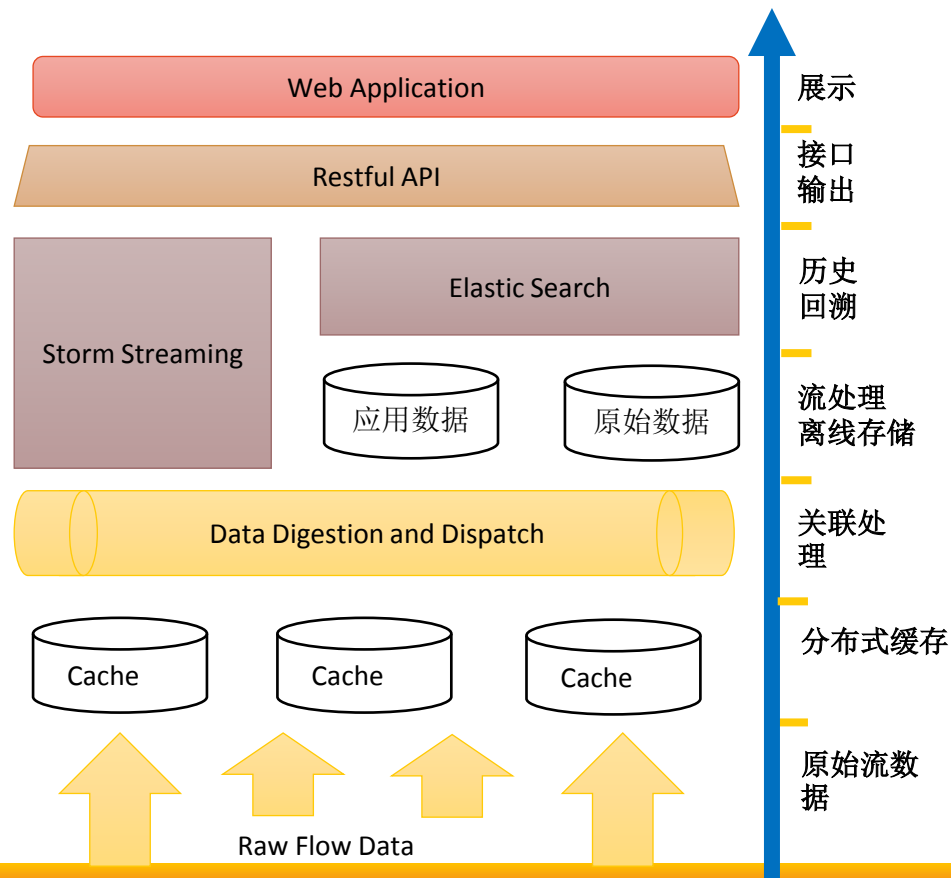 Web Application
展示
Restful API
接口
输出
Storm Streaming
Elastic Search
历史
回溯
应用数据
原始数据
流处理
离线存储
Data Digestion and Dispatch
关联处
理
Cache
Cache
Cache
分布式缓存
Raw Flow Data
原始流数
据